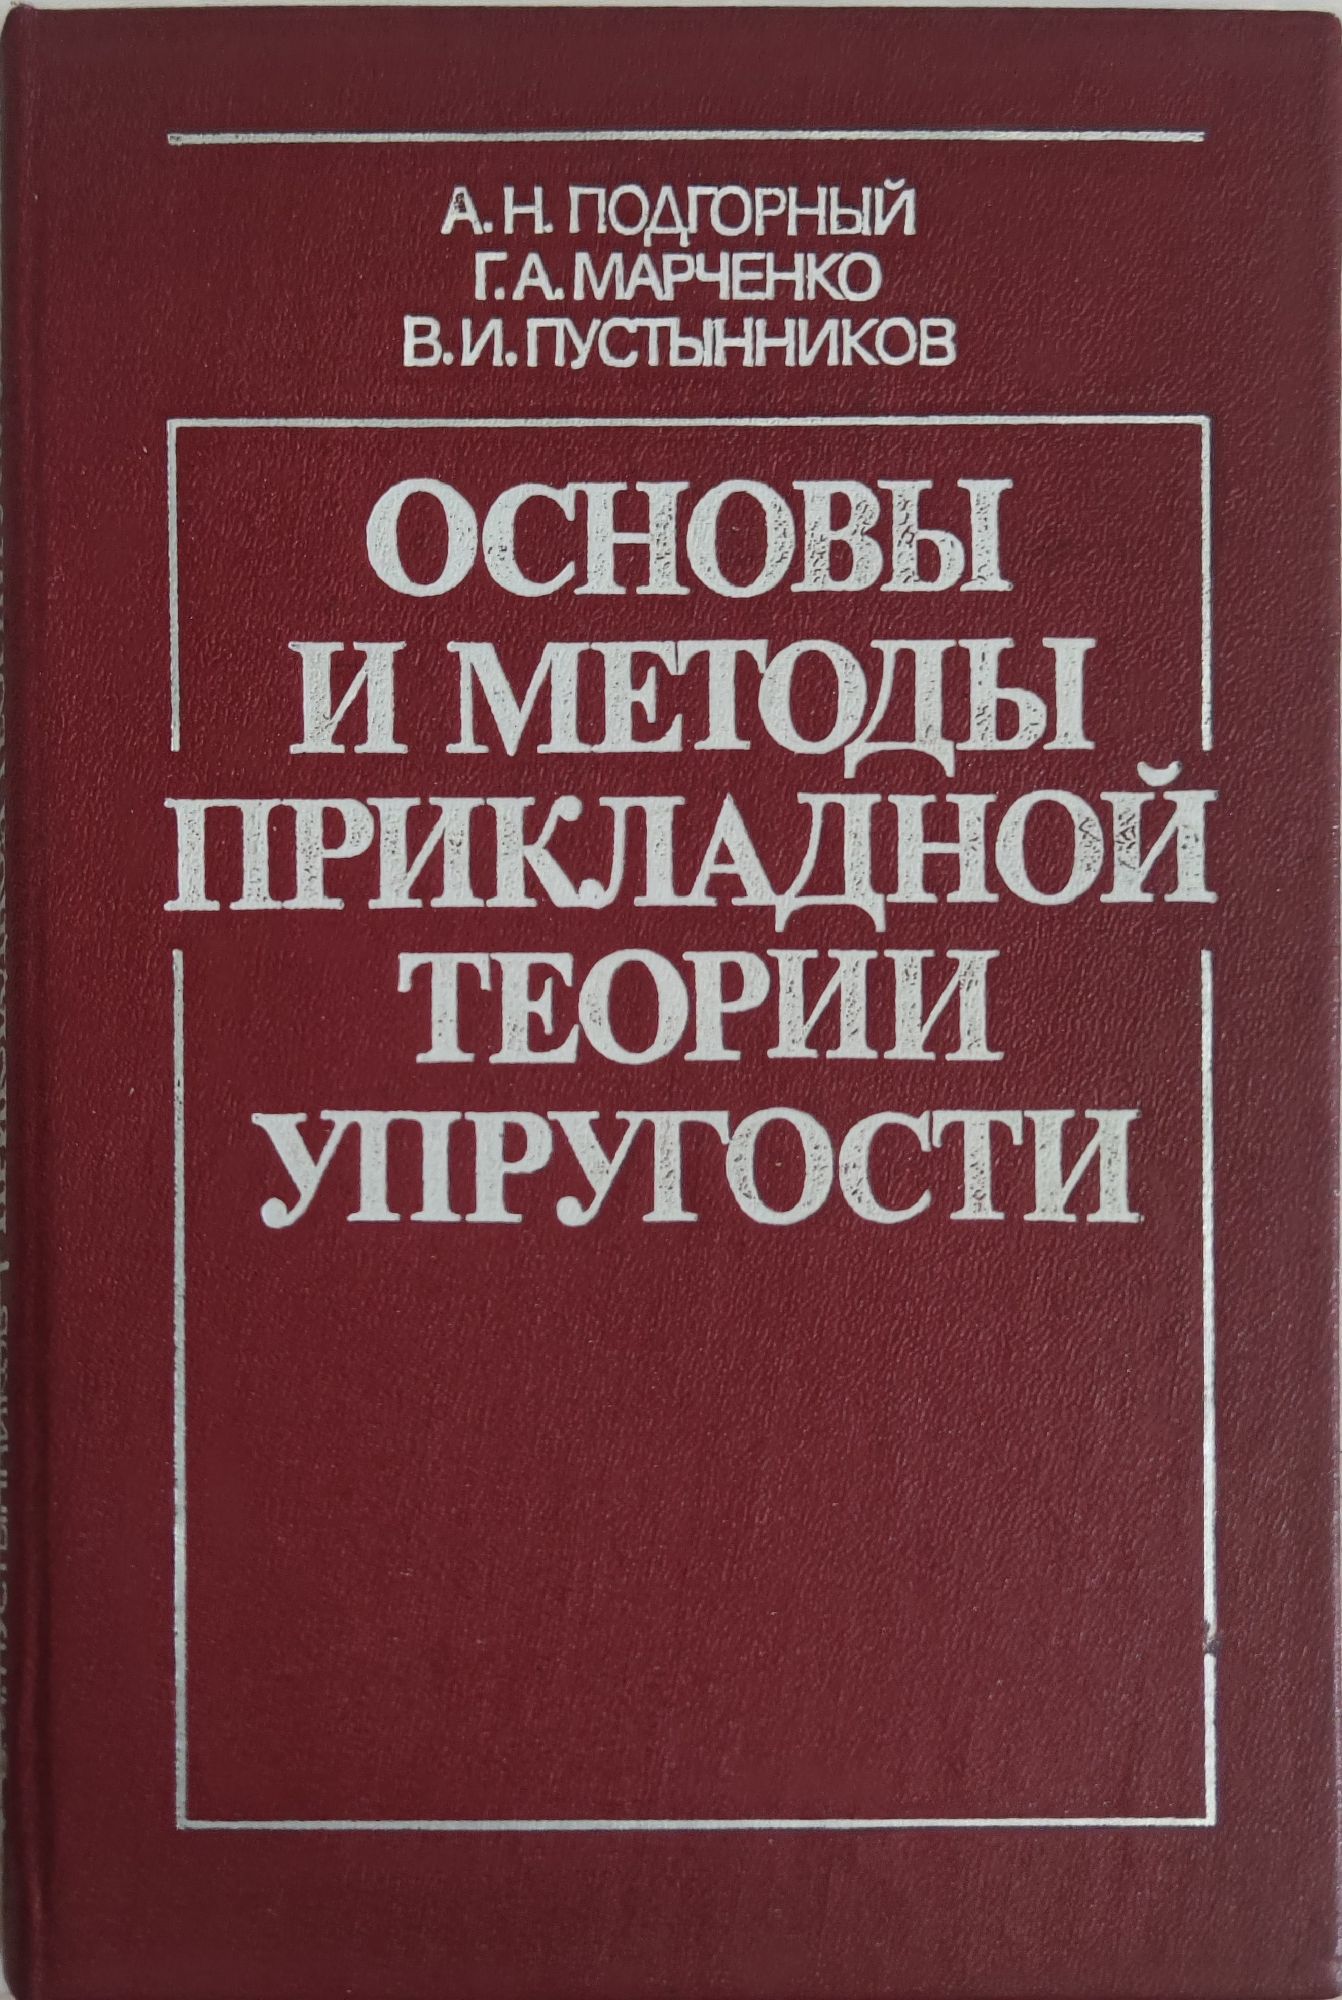 А. Н. ПОДГОРНЫЙ
Г. А. МАРЧЕНКО
В. И. ПУСТЫННИКОВ
ОСНОВЫ
И МЕТОДЫ
ПРИКЛАДНОЙ
ТЕОРИИ
УПРУГОСТИ